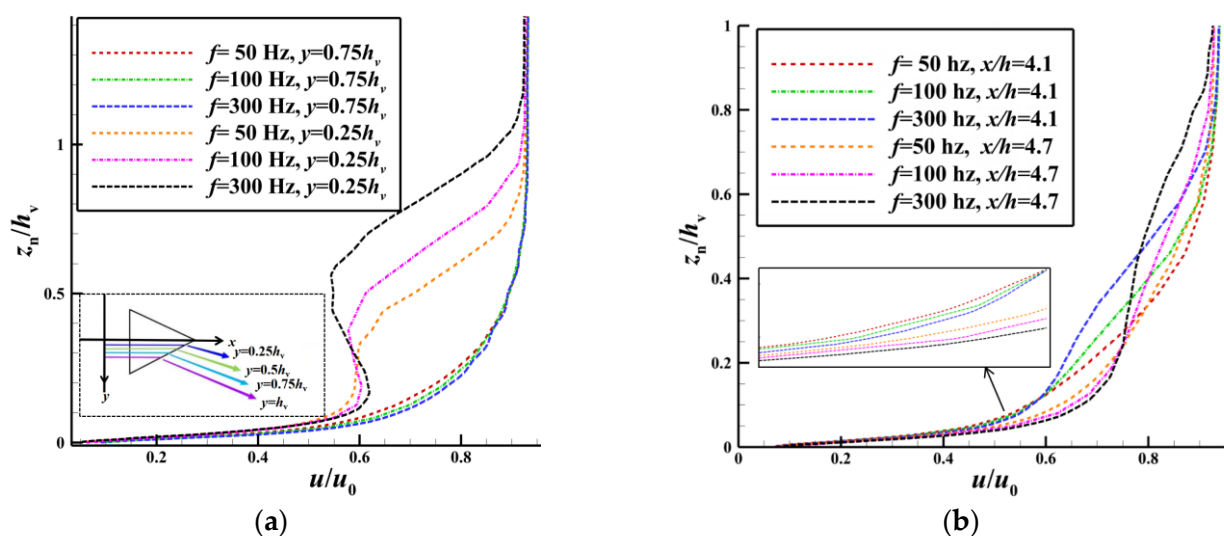 f= 50 Hz, y=0.75hᵥ
f=100 Hz, y=0.75hᵥ
f=300 Hz, y=0.75hᵥ
f= 50 Hz, y=0.25hᵥ
f=100 Hz, y=0.25hᵥ
f=300 Hz, y=0.25hᵥ
1
0.5
0
zₙ/hᵥ
x
y=0.25hᵥ
y=0.5hᵥ
y=0.75hᵥ
y=hᵥ
y
0.2 0.4 0.6 0.8
u/u₀
(a)
f= 50 hz, x/h=4.1
f=100 hz, x/h=4.1
f=300 hz, x/h=4.1
f=50 hz, x/h=4.7
f=100 hz, x/h=4.7
f=300 hz, x/h=4.7
1
0.8
0.6
0.4
0.2
0
zₙ/hᵥ
0 0.2 0.4 0.6 0.8
u/u₀
(b)